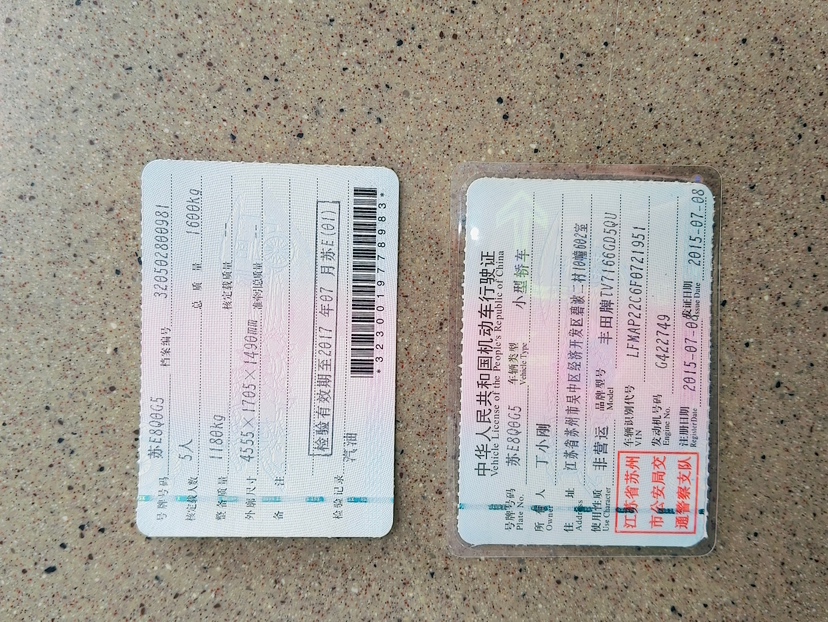 号牌号码 苏E8Q0G5 档案编号 320502800981
核定载人数 5人 总质量 1600kg
整备质量 1180kg 核定载质量 --
外廓尺寸 4555×1705×1490mm 准牵引总质量 --
备注
检验有效期至2017年07月苏E(01)
检验记录 汽油
*3230019778983*
中华人民共和国机动车行驶证
Vehicle License of the People's Republic of China
号牌号码 苏E8Q0G5 车辆类型 小型轿车
Plate No. Vehicle Type
所有人 丁小刚
Owner
住址 江苏省苏州市吴中区经济开发区碧波二村10幢602室
Address
使用性质 非营运 品牌型号 丰田牌TV7166GD5QU
Use Character Model
江苏省苏州市公安局交通警察支队
车辆识别代号 LFMAP22C6F0721951
VIN
发动机号码 G422749
Engine No.
注册日期 2015-07-08 发证日期 2015-07-08
Register Date Issue Date